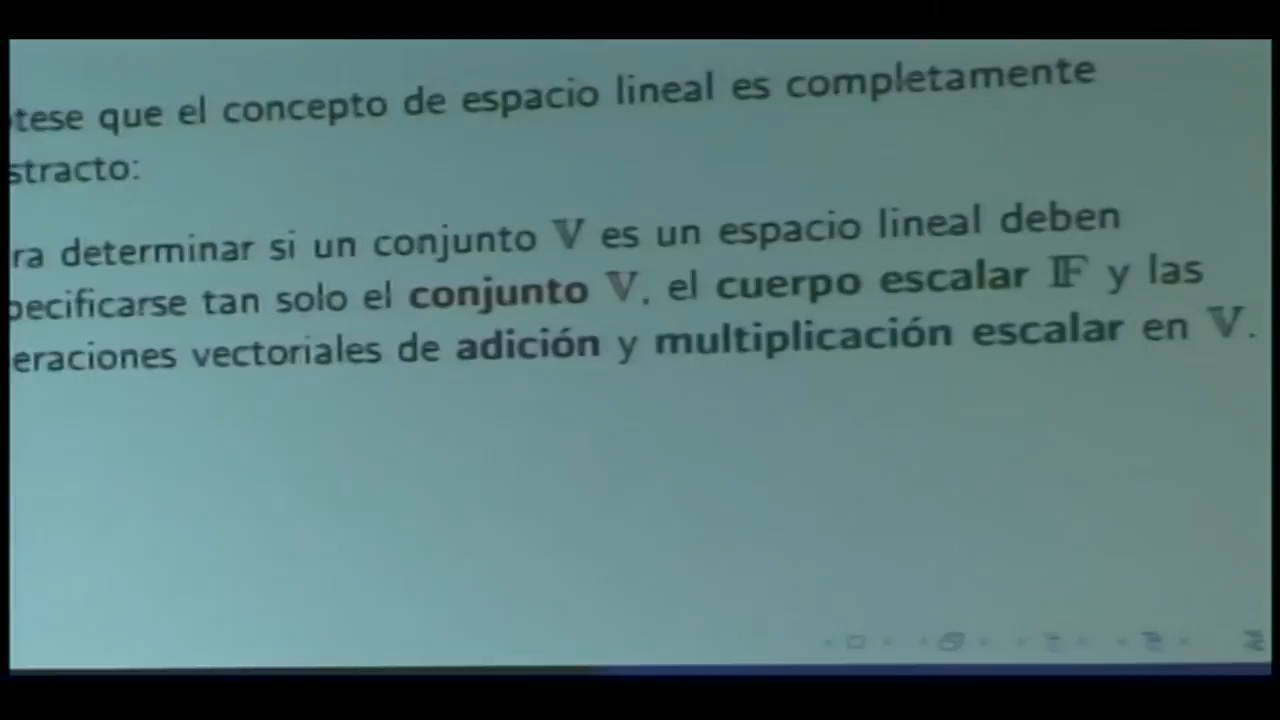 tese que el concepto de espacio lineal es completamente
stracto:
ra determinar si un conjunto 𝕍 es un espacio lineal deben
pecificarse tan solo el conjunto 𝕍, el cuerpo escalar 𝔽 y las
eraciones vectoriales de adición y multiplicación escalar en 𝕍.